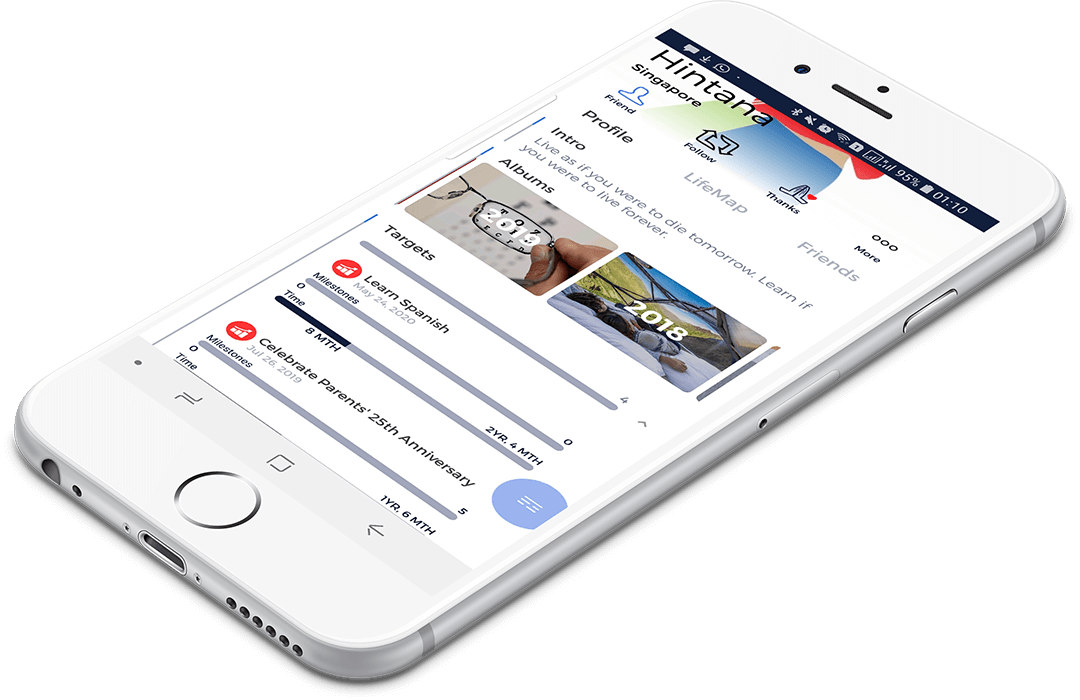 95% 01:10
Hintana
Singapore
Friend
Follow
Thanks
More
Profile
LifeMap
Friends
Intro
Live as if you were to die tomorrow. Learn if
you were to live forever.
Albums
2019
2018
Targets
4
Learn Spanish
May 24, 2020
Milestones
0
0
Time
8 MTH
2YR. 4 MTH
Celebrate Parents' 25th Anniversary
Jul 26, 2019
Milestones
0
5
Time
1YR. 6 MTH